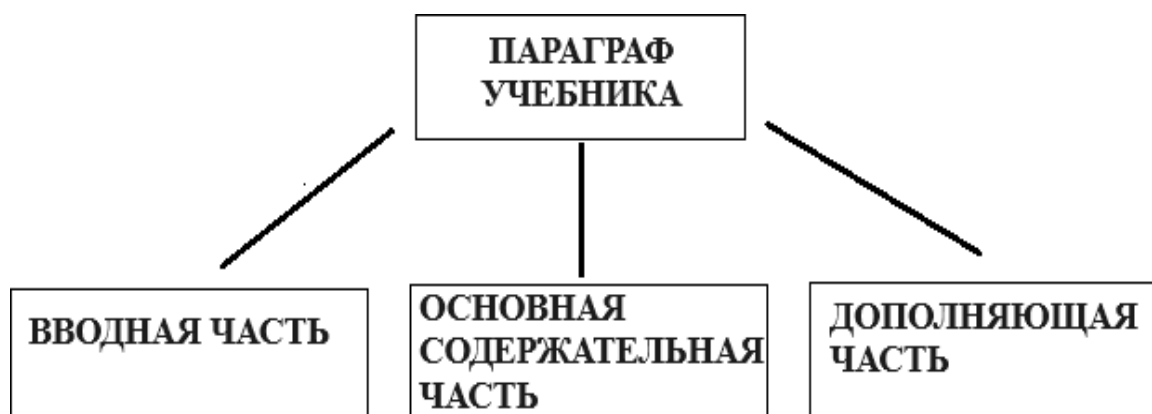 ПАРАГРАФ
УЧЕБНИКА
ВВОДНАЯ ЧАСТЬ
ОСНОВНАЯ
СОДЕРЖАТЕЛЬНАЯ
ЧАСТЬ
ДОПОЛНЯЮЩАЯ
ЧАСТЬ